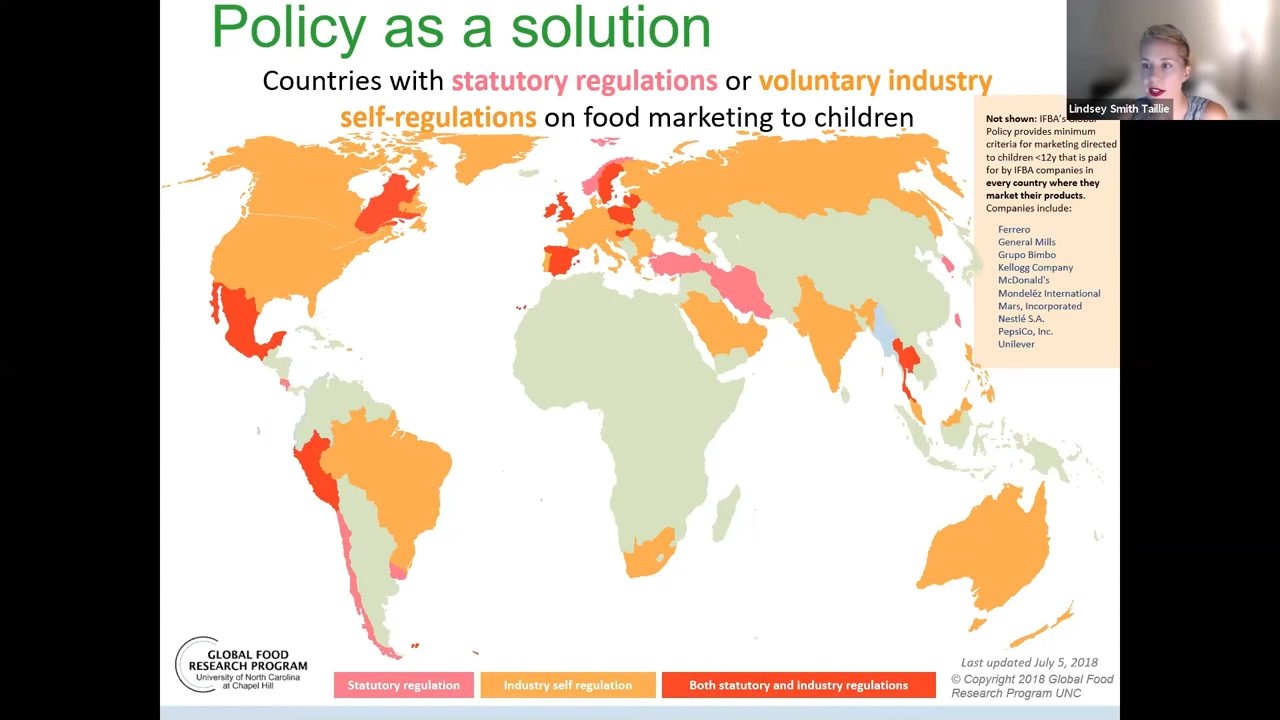 Policy as a solution
Countries with statutory regulations or voluntary industry
self-regulations on food marketing to children
Lindsey Smith Taillie
Not shown: IFBA's Global
Policy provides minimum
criteria for marketing directed
to children <12y that is paid
for by IFBA companies in
every country where they
market their products.
Companies include:
Ferrero
General Mills
Grupo Bimbo
Kellogg Company
McDonald's
Mondelēz International
Mars, Incorporated
Nestlé S.A.
PepsiCo, Inc.
Unilever
GLOBAL FOOD
RESEARCH PROGRAM
University of North Carolina
at Chapel Hill
Statutory regulation
Industry self regulation
Both statutory and industry regulations
Last updated July 5, 2018
© Copyright 2018 Global Food
Research Program UNC